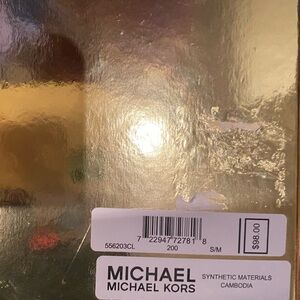 7 22947 72781 8
556203CL 200 S/M
$98.00
MICHAEL
MICHAEL KORS
SYNTHETIC MATERIALS
CAMBODIA